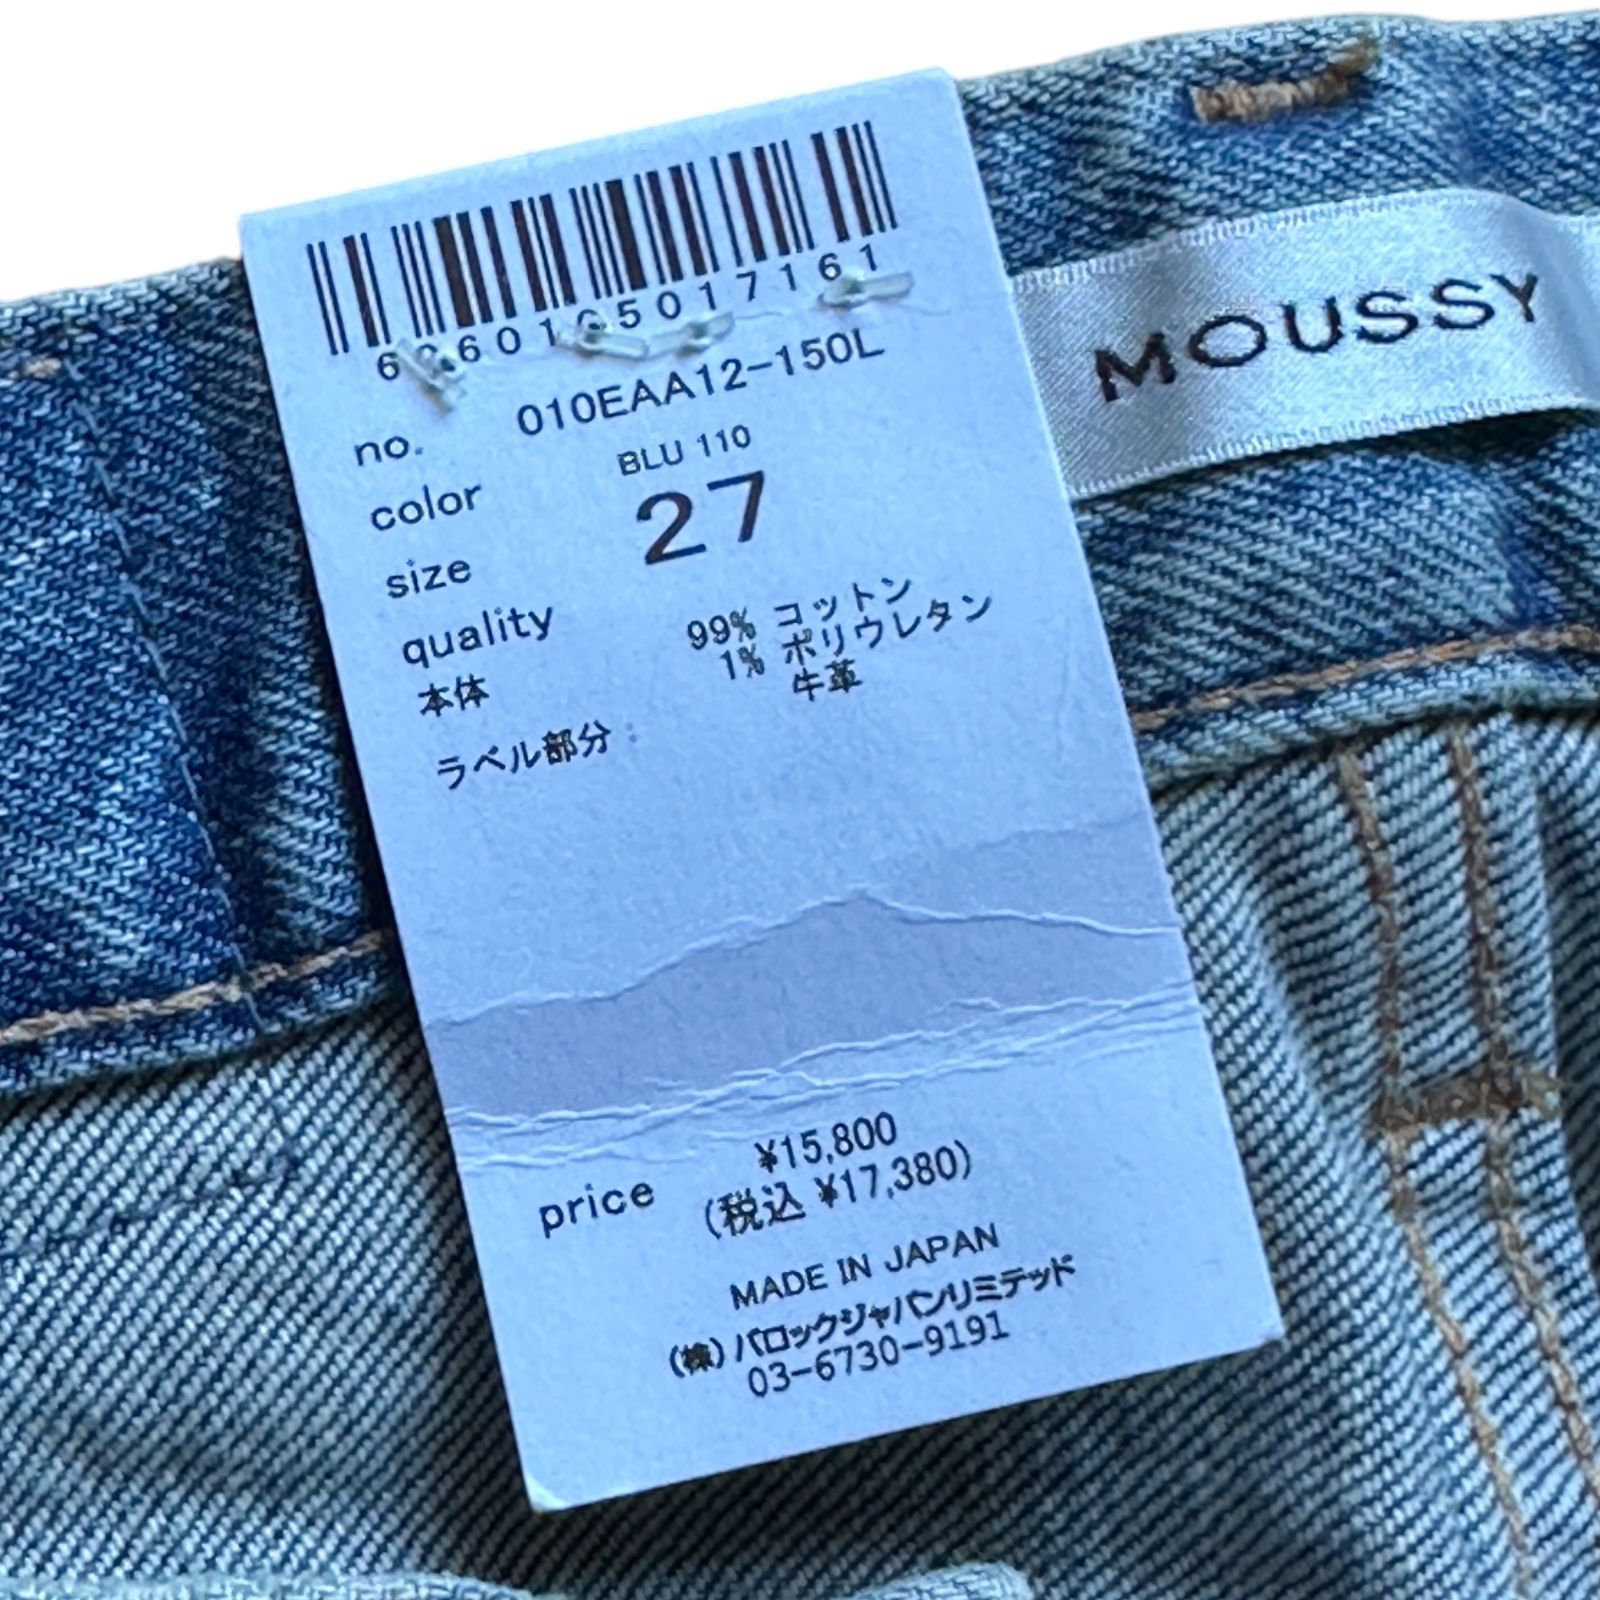 no. 010EAA12-150L
color BLU 110
size 27
quality
本体 99% コットン
1% ポリウレタン
ラベル部分: 牛革
price ¥15,800
(税込 ¥17,380)
MADE IN JAPAN
(株)バロックジャパンリミテッド
03-6730-9191
MOUSSY